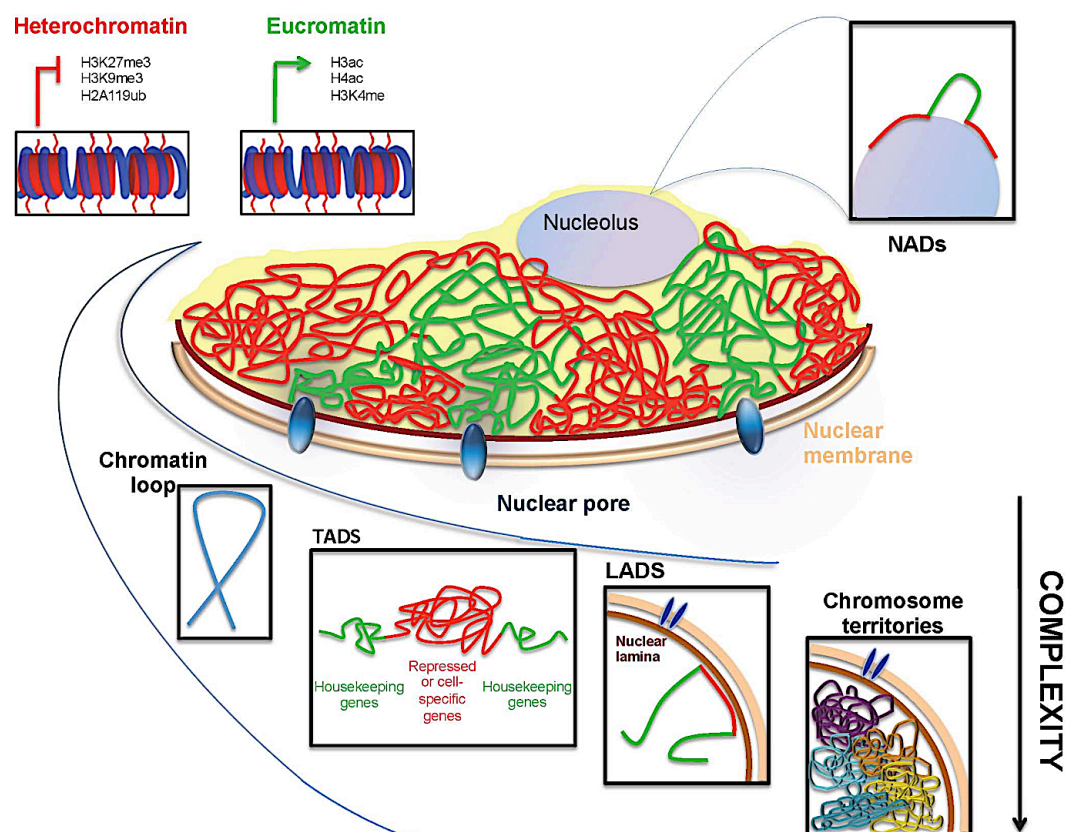 Heterochromatin
H3K27me3
H3K9me3
H2A119ub
Eucromatin
H3ac
H4ac
H3K4me
NADs
Nucleolus
Nuclear
membrane
Nuclear pore
Chromatin
loop
TADS
Housekeeping
genes
Repressed
or cell-
specific
genes
Housekeeping
genes
LADS
Nuclear
lamina
Chromosome
territories
COMPLEXITY